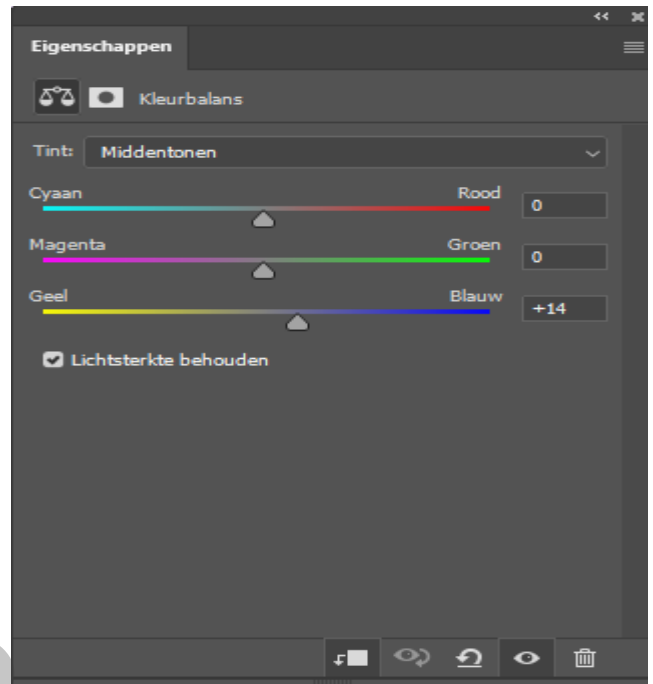 Eigenschappen
Kleurbalans
Tint: Middentonen
Cyaan Rood 0
Magenta Groen 0
Geel Blauw +14
Lichtsterkte behouden